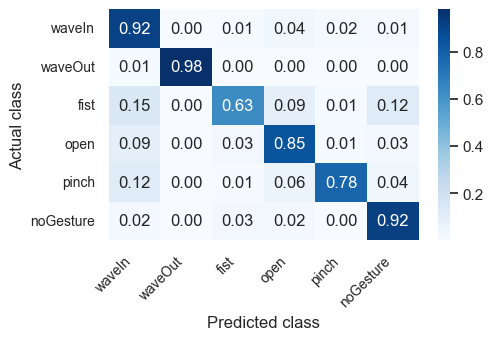 waveIn 0.92 0.00 0.01 0.04 0.02 0.01
waveOut 0.01 0.98 0.00 0.00 0.00 0.00
fist 0.15 0.00 0.63 0.09 0.01 0.12
open 0.09 0.00 0.03 0.85 0.01 0.03
pinch 0.12 0.00 0.01 0.06 0.78 0.04
noGesture 0.02 0.00 0.03 0.02 0.00 0.92
Actual class
waveIn waveOut fist open pinch noGesture
Predicted class
0.8
0.6
0.4
0.2